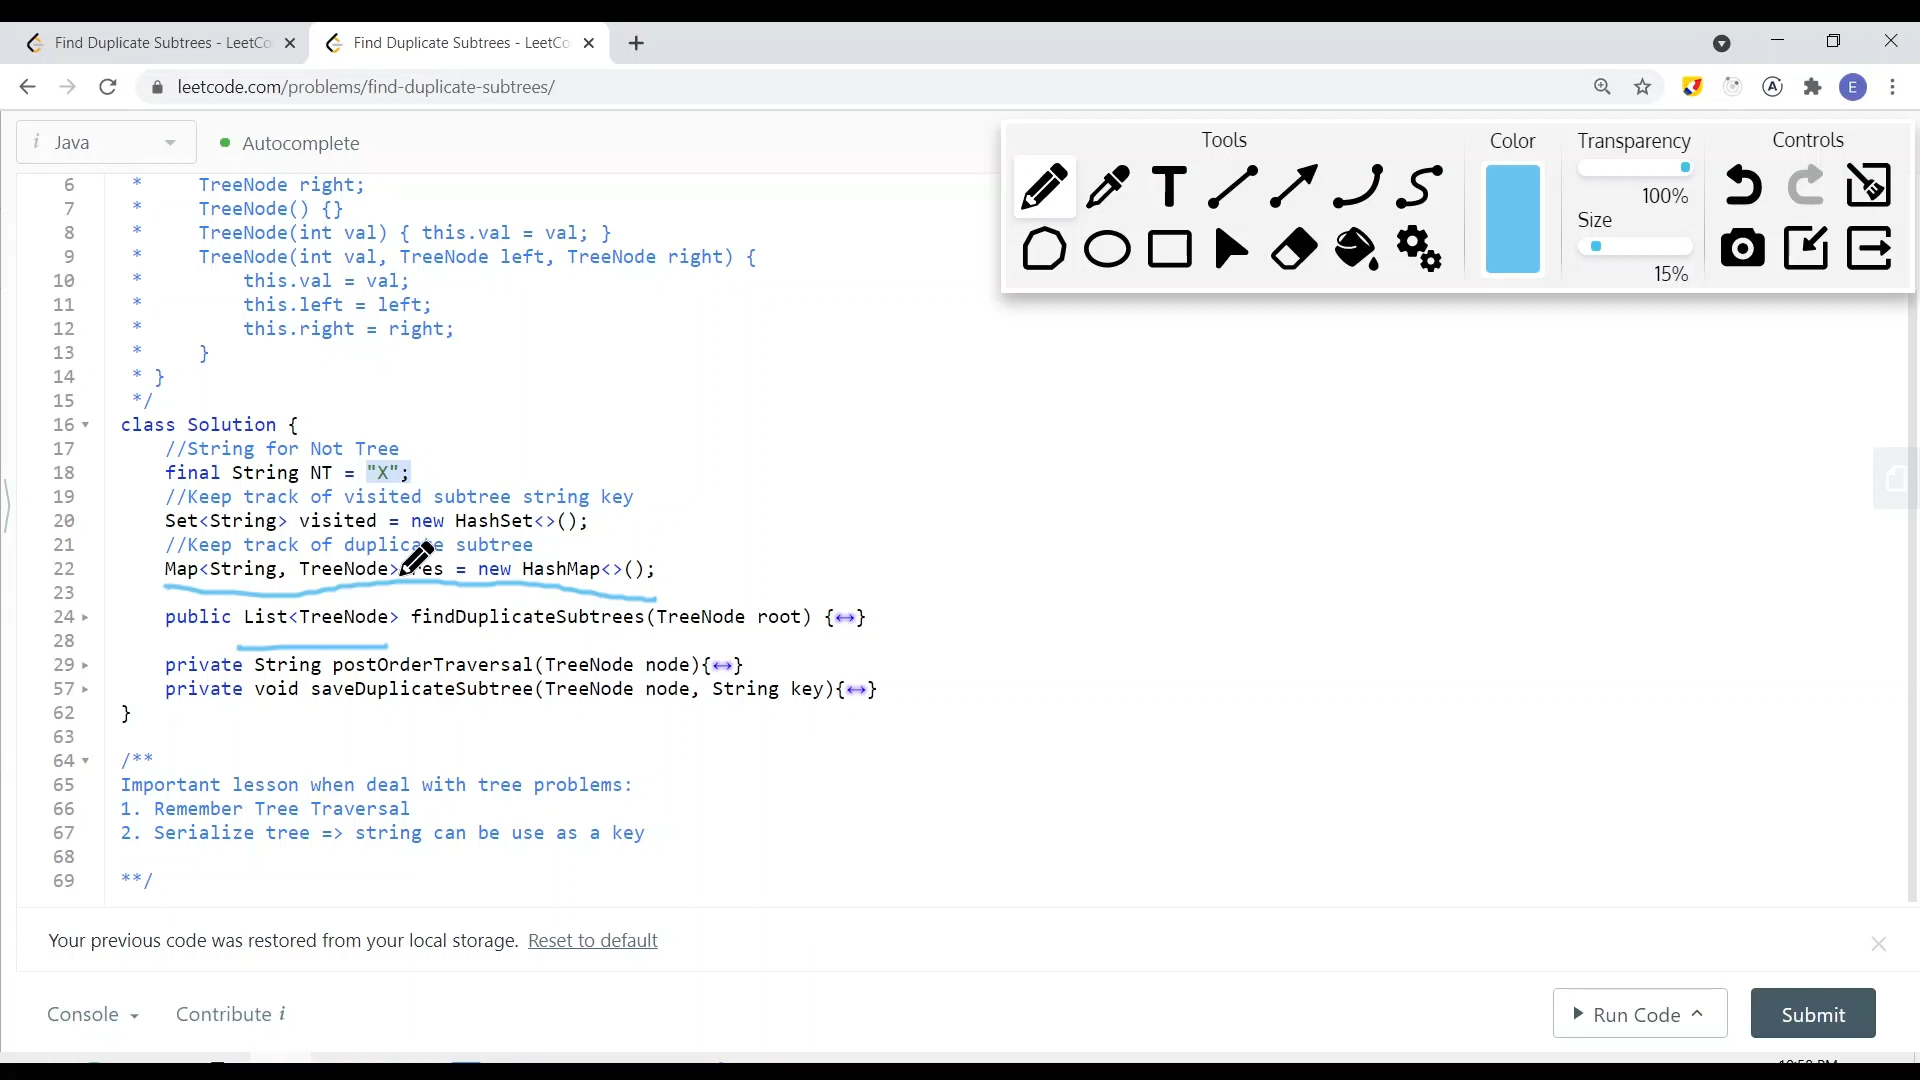 Find Duplicate Subtrees - LeetCo
Find Duplicate Subtrees - LeetCo
leetcode.com/problems/find-duplicate-subtrees/
E
i Java
Autocomplete
Tools
Color
Transparency
100%
Size
15%
Controls
6 * TreeNode right;
7 * TreeNode() {}
8 * TreeNode(int val) { this.val = val; }
9 * TreeNode(int val, TreeNode left, TreeNode right) {
10 * this.val = val;
11 * this.left = left;
12 * this.right = right;
13 * }
14 * }
15 */
16 class Solution {
17 //String for Not Tree
18 final String NT = "X";
19 //Keep track of visited subtree string key
20 Set<String> visited = new HashSet<>();
21 //Keep track of duplicate subtree
22 Map<String, TreeNode> res = new HashMap<>();
23
24 public List<TreeNode> findDuplicateSubtrees(TreeNode root) {↔}
28
29 private String postOrderTraversal(TreeNode node){↔}
57 private void saveDuplicateSubtree(TreeNode node, String key){↔}
62 }
63
64 /**
65 Important lesson when deal with tree problems:
66 1. Remember Tree Traversal
67 2. Serialize tree => string can be use as a key
68
69 **/
Your previous code was restored from your local storage. Reset to default
Console
Contribute i
Run Code
Submit